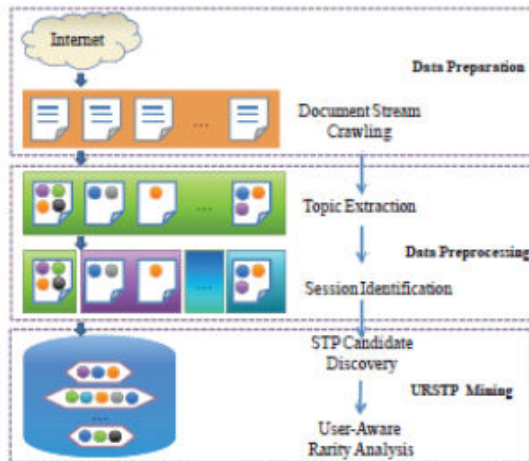 Internet
Data Preparation
Document Stream
Crawling
...
Topic Extraction
...
Data Preprocessing
...
Session Identification
STP Candidate
Discovery
URSTP Mining
...
User-Aware
Rarity Analysis